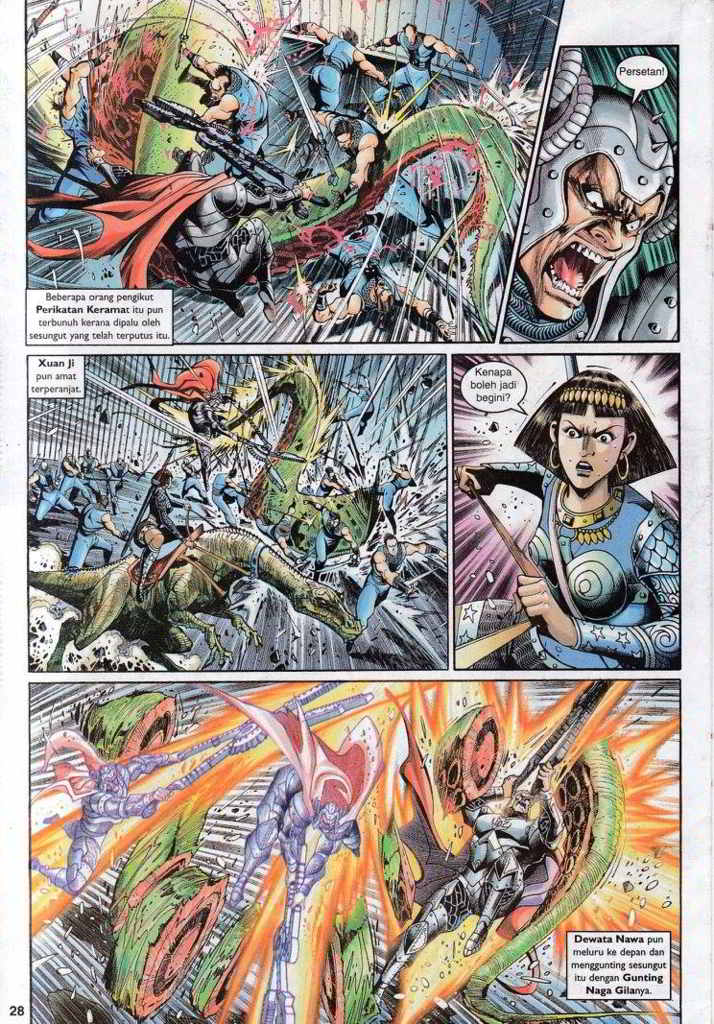 Persetan!
Beberapa orang pengikut
Perikatan Keramat itu pun
terbunuh kerana dipalu oleh
sesungut yang telah terputus itu.
Xuan Ji
pun amat
terperanjat.
Kenapa
boleh jadi
begini?
Dewata Nawa pun
meluru ke depan dan
menggunting sesungut
itu dengan Gunting
Naga Gilanya.
28